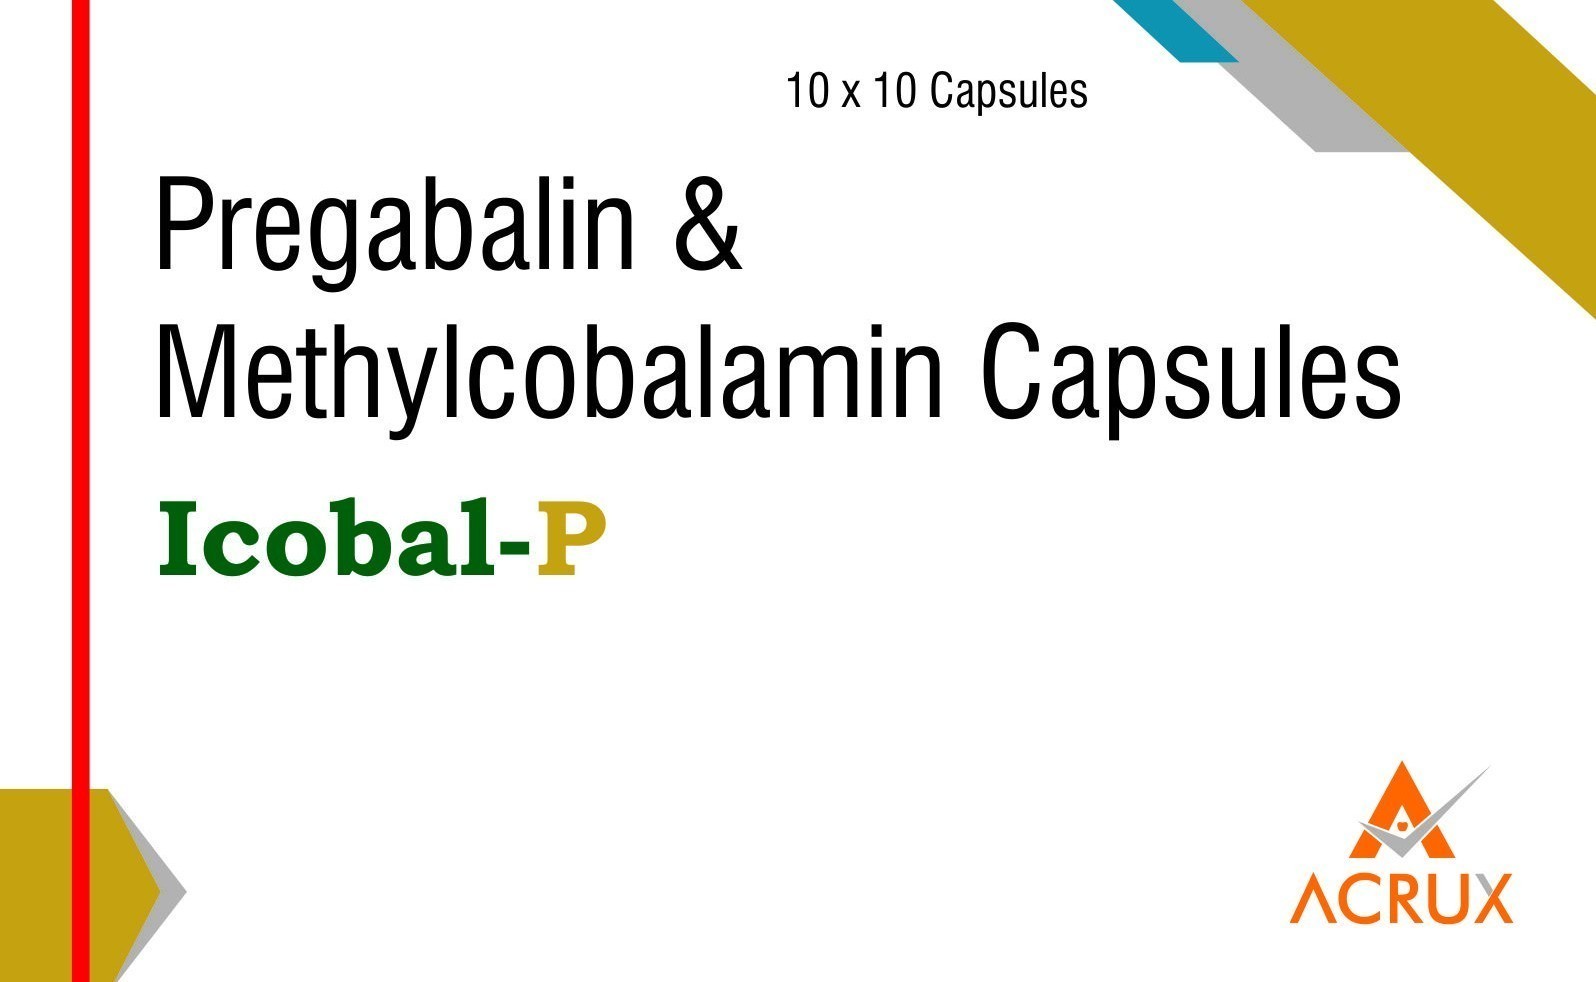 10 x 10 Capsules
Pregabalin &
Methylcobalamin Capsules
Icobal-P
ACRUX